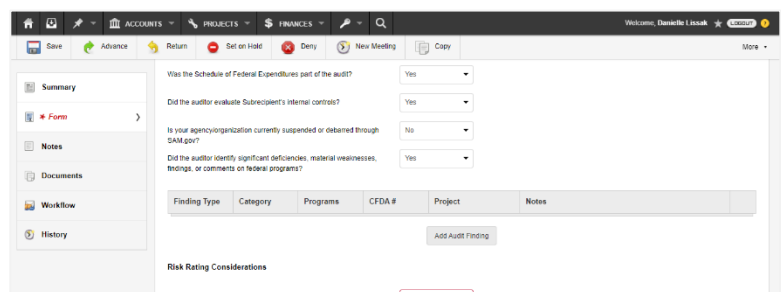 ACCOUNTS PROJECTS $ FINANCES Welcome, Danielle Lissak LOGOUT ?
Save Advance Return Set on Hold Deny New Meeting Copy More
Was the Schedule of Federal Expenditures part of the audit? Yes
Summary
Did the auditor evaluate Subrecipient's internal controls? Yes
* Form
Is your agency/organization currently suspended or debarred through No
SAM.gov?
Notes
Did the auditor identify significant deficiencies, material weaknesses, Yes
findings, or comments on federal programs?
Documents
Finding Type Category Programs CFDA # Project Notes
Workflow
History
Add Audit Finding
Risk Rating Considerations